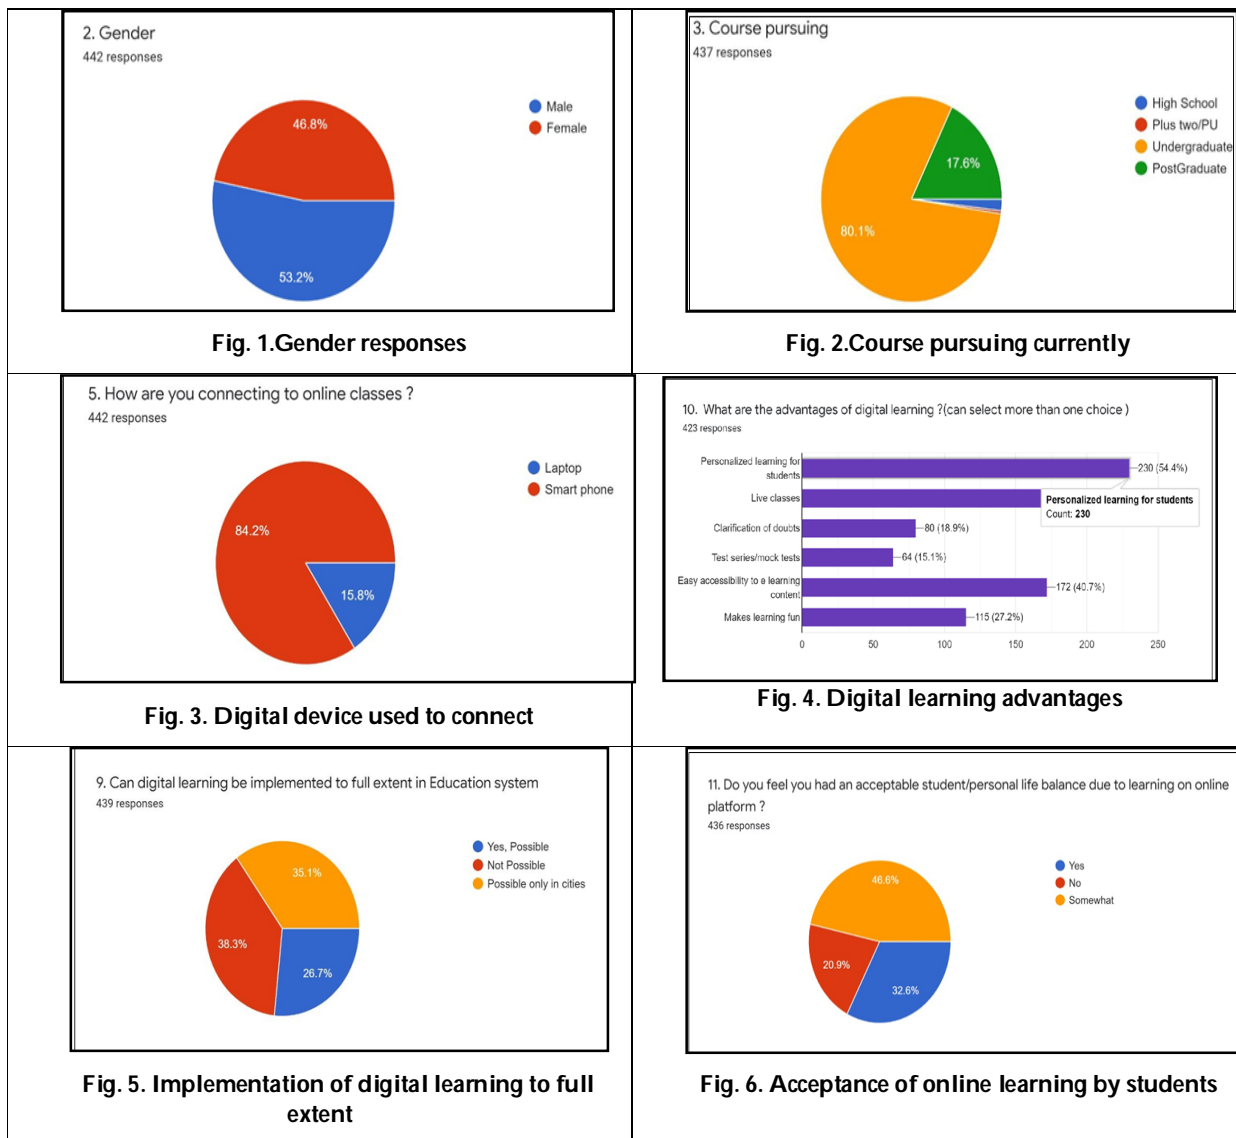 2. Gender
442 responses
Male
Female
46.8%
53.2%
Fig. 1.Gender responses
3. Course pursuing
437 responses
High School
Plus two/PU
Undergraduate
PostGraduate
17.6%
80.1%
Fig. 2.Course pursuing currently
5. How are you connecting to online classes ?
442 responses
Laptop
Smart phone
84.2%
15.8%
Fig. 3. Digital device used to connect
10. What are the advantages of digital learning ?(can select more than one choice )
423 responses
Personalized learning for
students
230 (54.4%)
Live classes
Personalized learning for students
Count: 230
Clarification of doubts
80 (18.9%)
Test series/mock tests
64 (15.1%)
Easy accessibility to e learning
content
172 (40.7%)
Makes learning fun
115 (27.2%)
0 50 100 150 200 250
Fig. 4. Digital learning advantages
9. Can digital learning be implemented to full extent in Education system
439 responses
Yes, Possible
Not Possible
Possible only in cities
35.1%
38.3%
26.7%
Fig. 5. Implementation of digital learning to full
extent
11. Do you feel you had an acceptable student/personal life balance due to learning on online
platform ?
436 responses
Yes
No
Somewhat
46.6%
20.9%
32.6%
Fig. 6. Acceptance of online learning by students